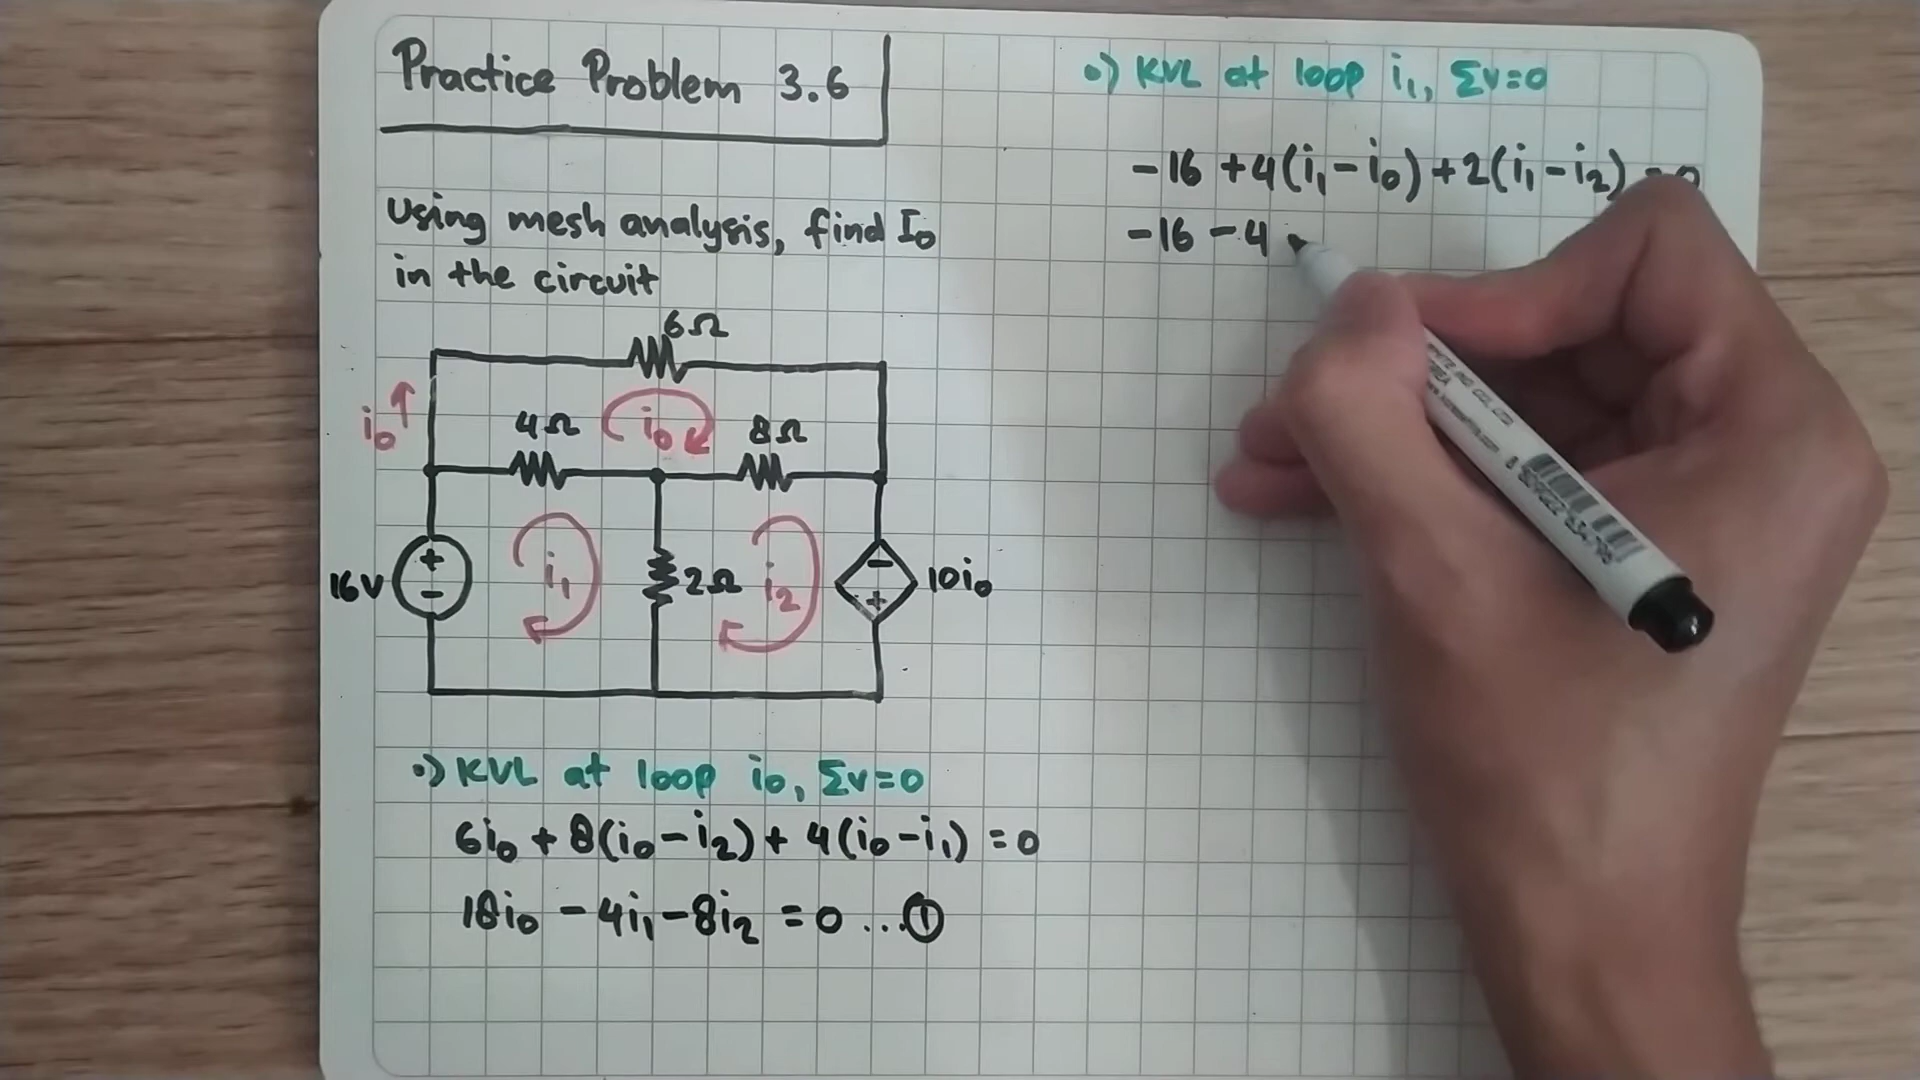 Practice Problem 3.6
Using mesh analysis, find I₀
in the circuit
6Ω
i₀
4Ω
i₀
8Ω
16V
+
-
i₁
2Ω
i₂
-
+
10i₀
•) KVL at loop i₀, Σv=0
6i₀ + 8(i₀-i₂) + 4(i₀-i₁) = 0
18i₀ - 4i₁ - 8i₂ = 0 ...①
•) KVL at loop i₁, Σv=0
-16 + 4(i₁-i₀) + 2(i₁-i₂) = 0
-16 - 4